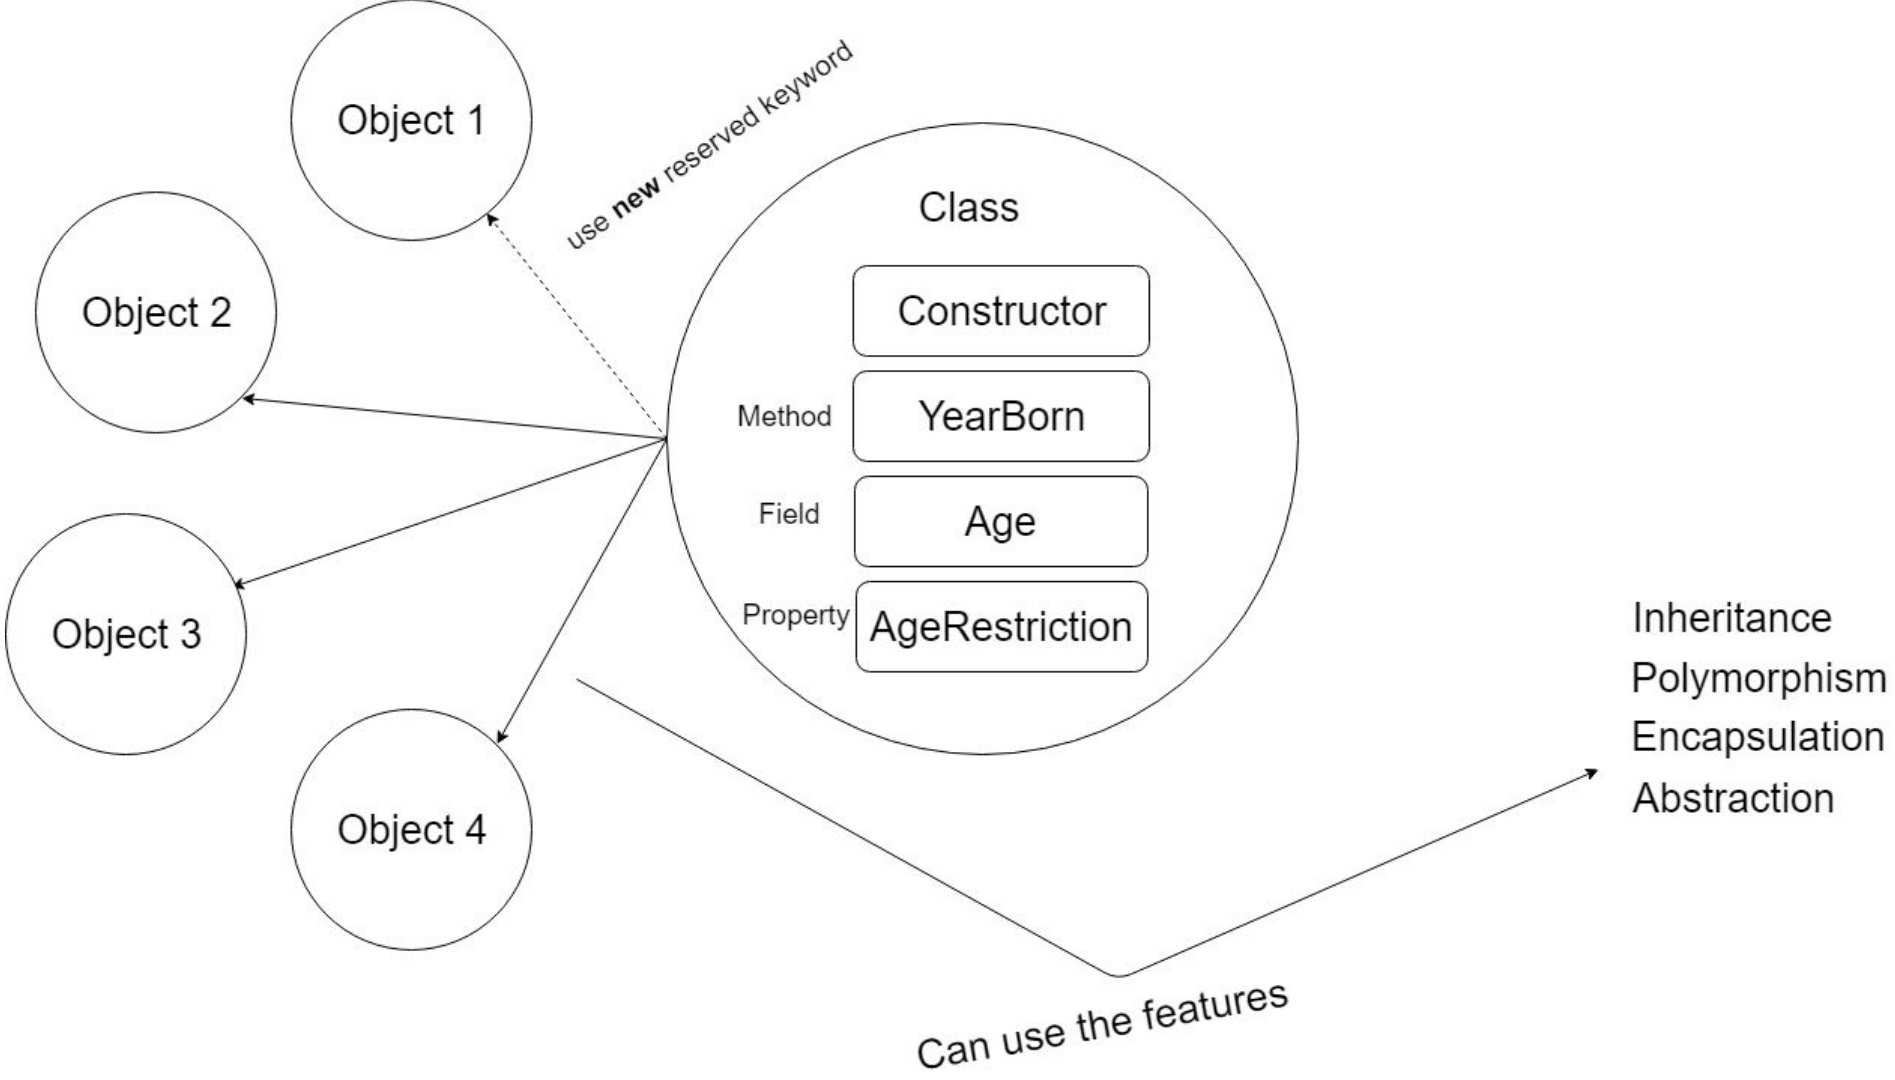 Object 1
use new reserved keyword
Class
Object 2
Constructor
Method
YearBorn
Field
Age
Property
AgeRestriction
Object 3
Object 4
Inheritance
Polymorphism
Encapsulation
Abstraction
Can use the features